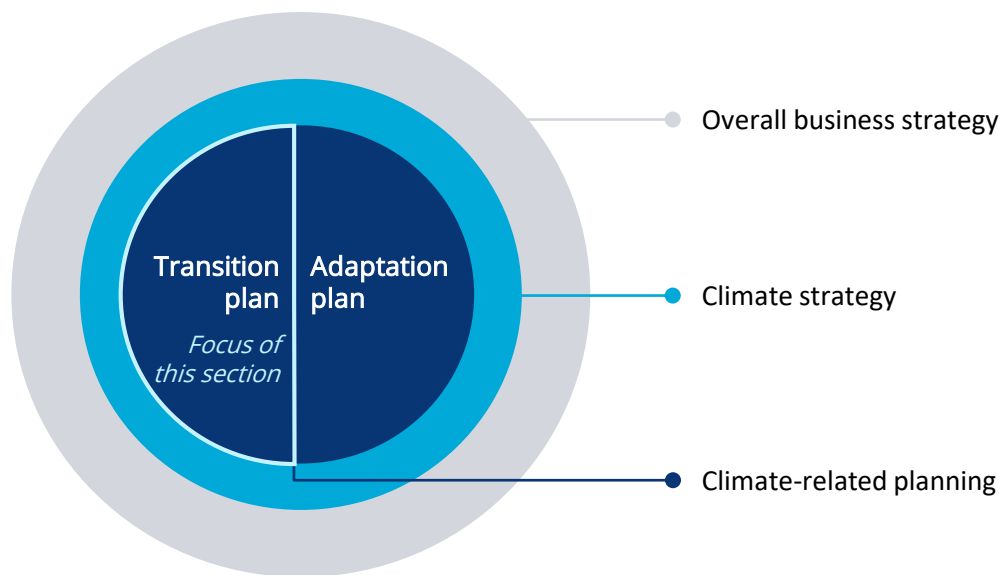 Overall business strategy
Transition
plan
Adaptation
plan
Focus of
this section
Climate strategy
Climate-related planning